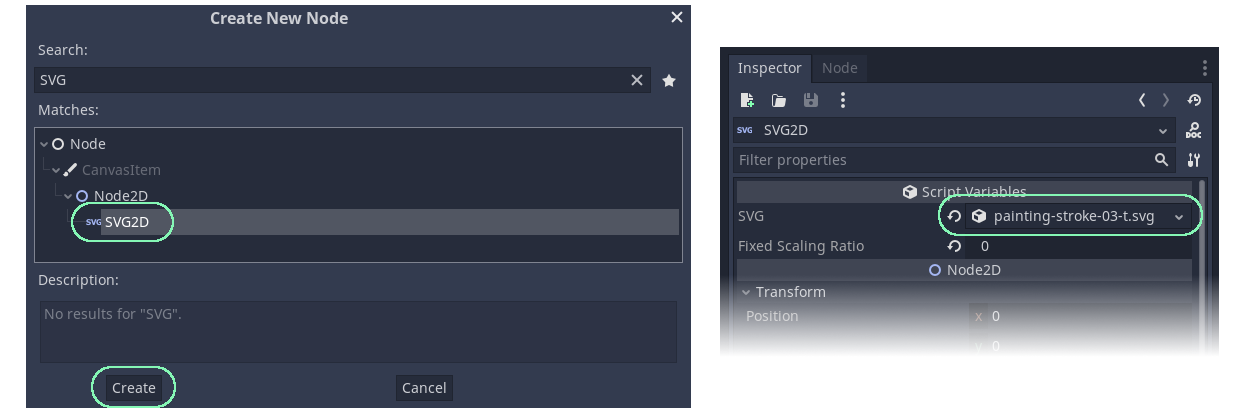 Create New Node
Search:
SVG
Matches:
Node
CanvasItem
Node2D
SVG SVG2D
Description:
No results for "SVG".
Create Cancel
Inspector Node
SVG SVG2D
DOC
Filter properties
Script Variables
SVG painting-stroke-03-t.svg
Fixed Scaling Ratio 0
Node2D
Transform
Position x 0
y 0